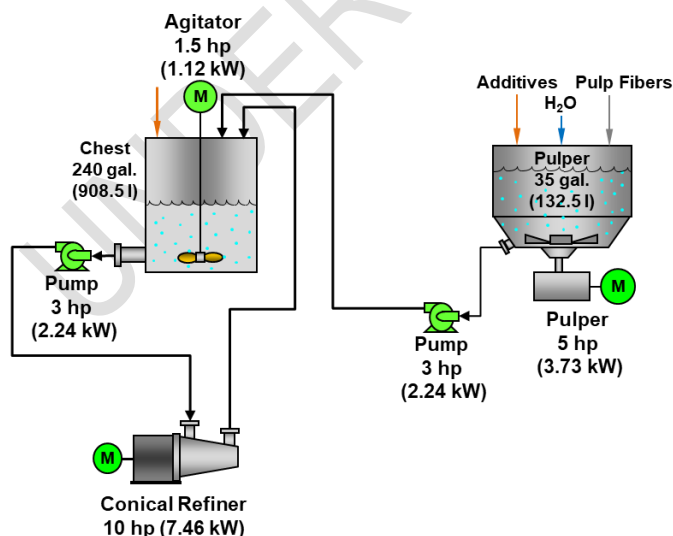 Agitator
1.5 hp
(1.12 kW)
M
Chest
240 gal.
(908.5 l)
Pump
3 hp
(2.24 kW)
M
Conical Refiner
10 hp (7.46 kW)
Additives
H₂O
Pulp Fibers
Pulper
35 gal.
(132.5 l)
M
Pulper
5 hp
(3.73 kW)
Pump
3 hp
(2.24 kW)
UNDER